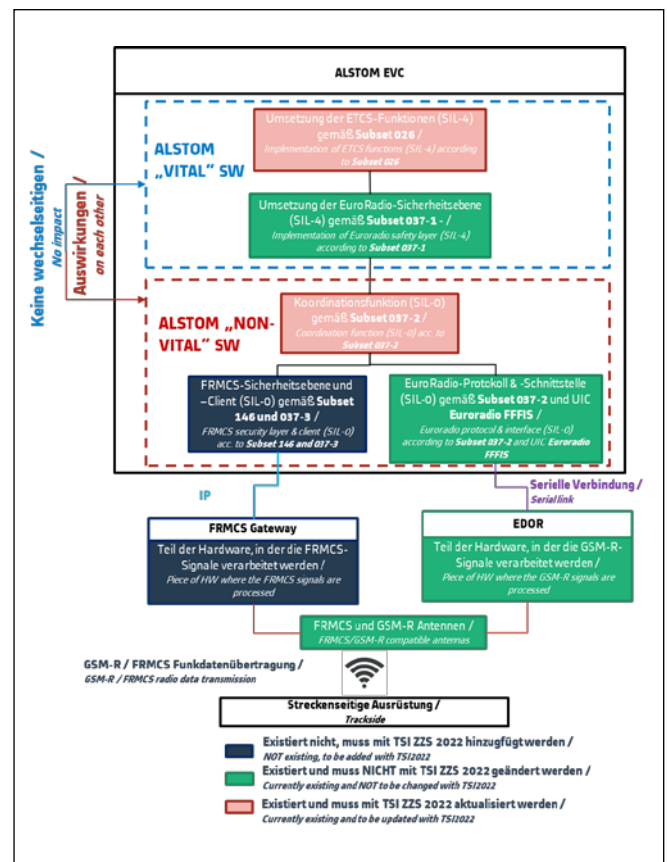 ALSTOM EVC
Umsetzung der ETCS-Funktionen (SIL-4)
gemäß Subset 026 /
Implementation of ETCS functions (SIL-4) according
to Subset 026
ALSTOM
„VITAL” SW
Umsetzung der EuroRadio-Sicherheitsebene
(SIL-4) gemäß Subset 037-1 - /
Implementation of Euroradio safety layer (SIL-4)
according to Subset 037-1
Keine wechselseitigen /
No impact
Auswirkungen /
on each other
ALSTOM „NON-
VITAL” SW
Koordinationsfunktion (SIL-0)
gemäß Subset 037-2 /
Coordination function (SIL-0) acc. to
Subset 037-2
FRMCS-Sicherheitsebene und
–Client (SIL-0) gemäß Subset
146 und 037-3 /
FRMCS security layer & client (SIL-0)
acc. to Subset 146 and 037-3
EuroRadio-Protokoll & -Schnittstelle
(SIL-0) gemäß Subset 037-2 und UIC
Euroradio FFFIS /
Euroradio protocol & interface (SIL-0)
according to Subset 037-2 and UIC Euroradio
FFFIS
IP
Serielle Verbindung /
Serial link
FRMCS Gateway
Teil der Hardware, in der die FRMCS-
Signale verarbeitet werden /
Piece of HW where the FRMCS signals are
processed
EDOR
Teil der Hardware, in der die GSM-R-
Signale verarbeitet werden /
Piece of HW where the GSM-R signals are
processed
FRMCS und GSM-R Antennen /
FRMCS/GSM-R compatible antennas
GSM-R / FRMCS Funkdatenübertragung /
GSM-R / FRMCS radio data transmission
Streckenseitige Ausrüstung /
Trackside
Existiert nicht, muss mit TSI ZZS 2022 hinzugfügt werden /
NOT existing, to be added with TSI2022
Existiert und muss NICHT mit TSI ZZS 2022 geändert werden /
Currently existing and NOT to be changed with TSI2022
Existiert und muss mit TSI ZZS 2022 aktualisiert werden /
Currently existing and to be updated with TSI2022